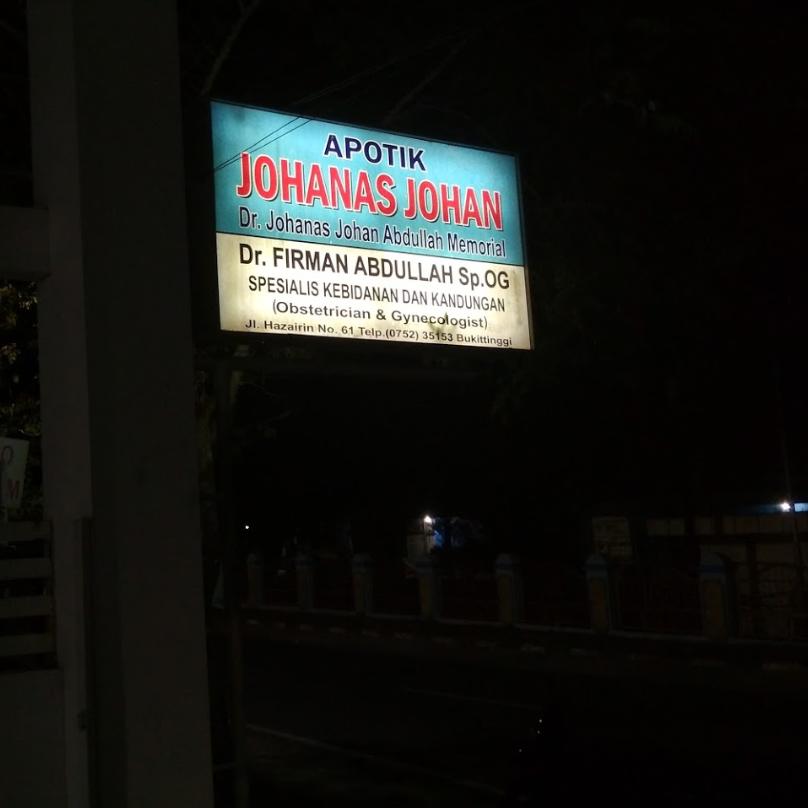 APOTIK
JOHANAS JOHAN
Dr. Johanas Johan Abdullah Memorial
Dr. FIRMAN ABDULLAH Sp.OG
SPESIALIS KEBIDANAN DAN KANDUNGAN
(Obstetrician & Gynecologist)
Jl. Hazairin No. 61 Telp.(0752) 35153 Bukittinggi